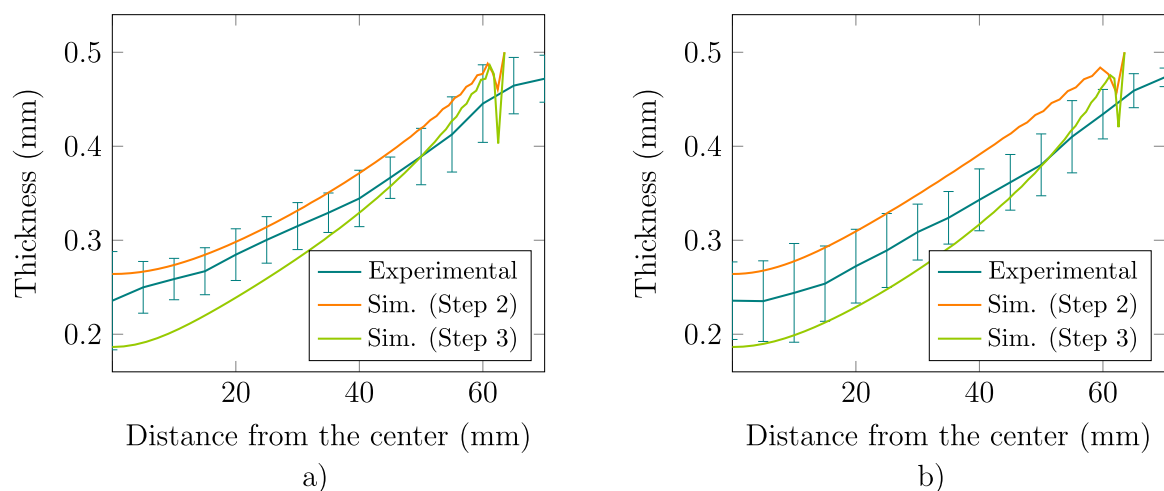 0.5
0.4
0.3
0.2
Thickness (mm)
Experimental
Sim. (Step 2)
Sim. (Step 3)
20
40
60
Distance from the center (mm)
a)
0.5
0.4
0.3
0.2
Thickness (mm)
Experimental
Sim. (Step 2)
Sim. (Step 3)
20
40
60
Distance from the center (mm)
b)